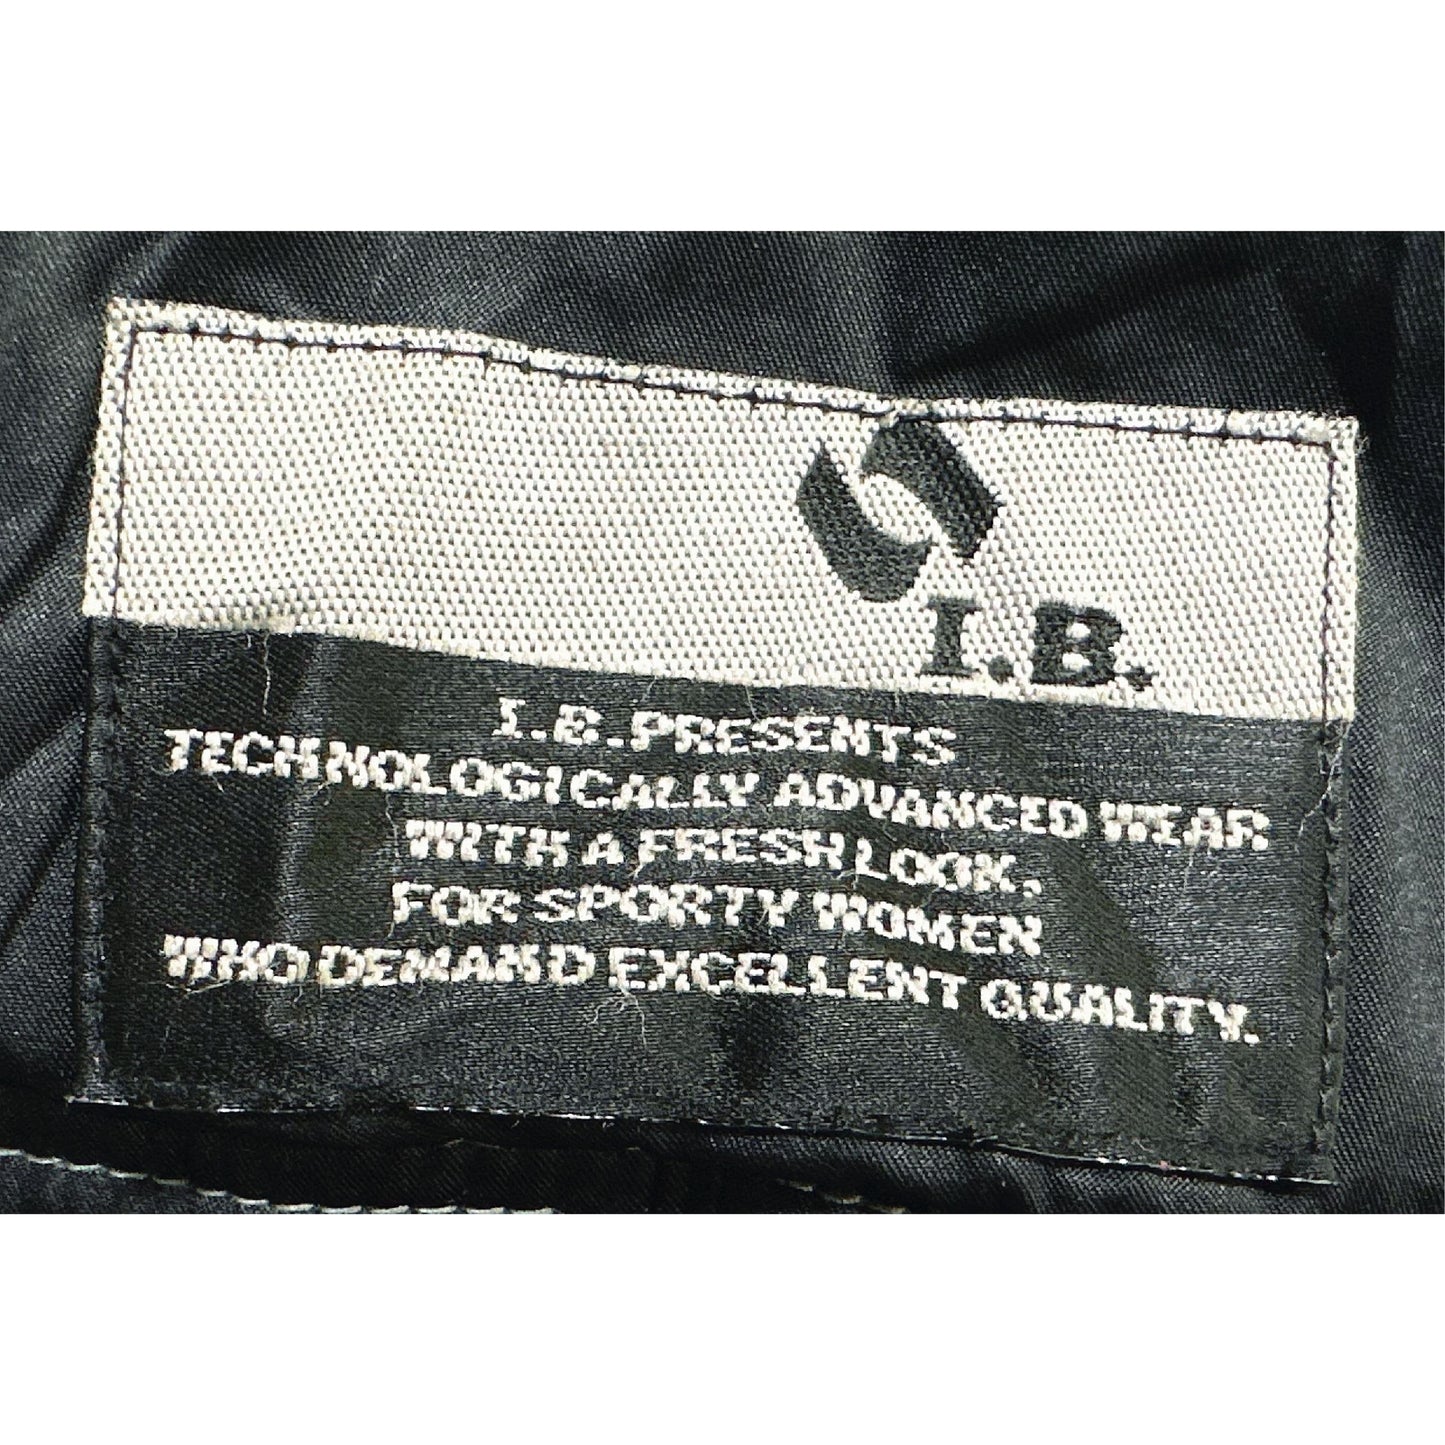 I.B.
I.B. PRESENTS
TECHNOLOGICALLY ADVANCED WEAR
WITH A FRESH LOOK,
FOR SPORTY WOMEN
WHO DEMAND EXCELLENT QUALITY.